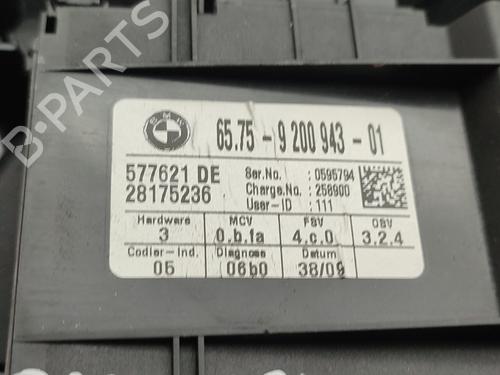 BMW
65.75 - 9 200 943 - 01
577621 DE
28175236
Ser.No. : 0595794
Charge.No.: 258900
User-ID : 111
Hardware MCV FSV OSV
3 0.b.1a 4.c.0 3.2.4
Codier-Ind. Diagnose Datum
05 06b0 38/09
B-PARTS